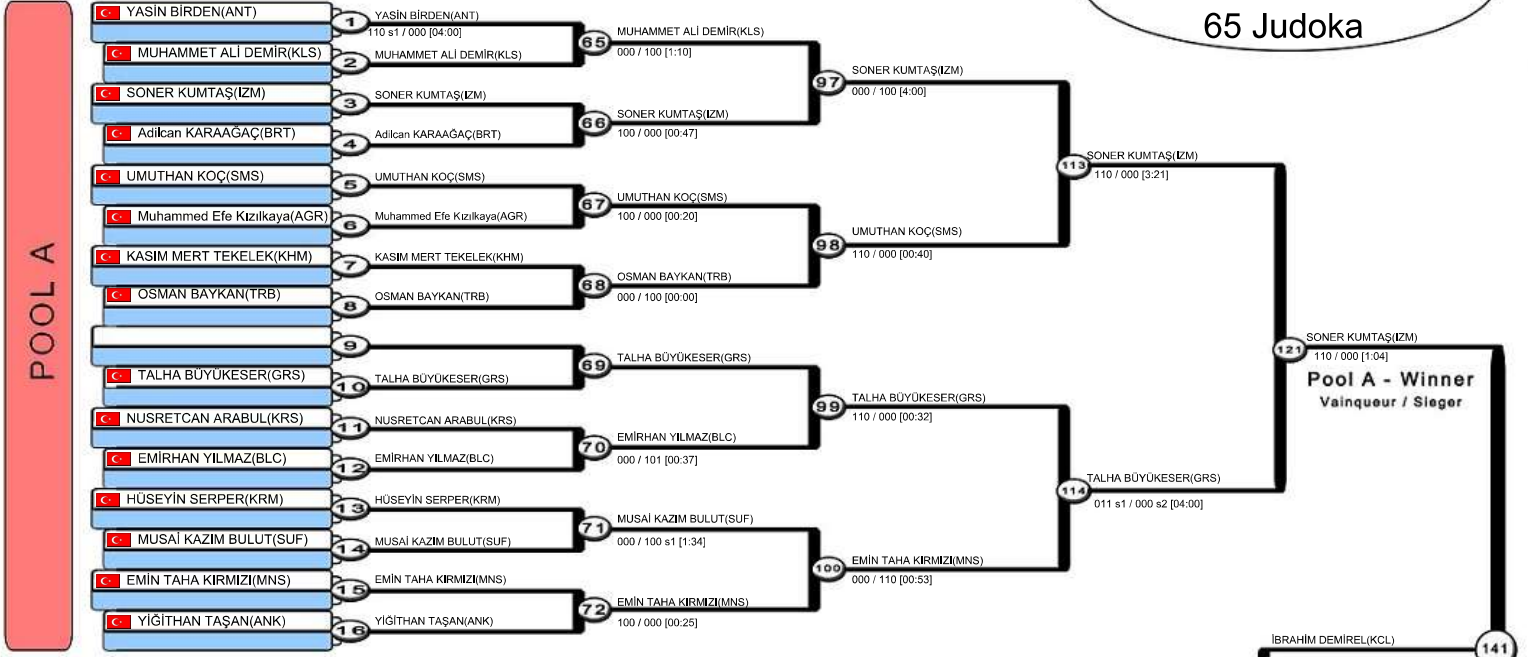 65 Judoka
POOL A
YASİN BİRDEN(ANT)
MUHAMMET ALİ DEMİR(KLS)
SONER KUMTAŞ(IZM)
Adilcan KARAAĞAÇ(BRT)
UMUTHAN KOÇ(SMS)
Muhammed Efe Kızılkaya(AGR)
KASIM MERT TEKELEK(KHM)
OSMAN BAYKAN(TRB)
TALHA BÜYÜKESER(GRS)
NUSRETCAN ARABUL(KRS)
EMİRHAN YILMAZ(BLC)
HÜSEYİN SERPER(KRM)
MUSAİ KAZIM BULUT(SUF)
EMİN TAHA KIRMIZI(MNS)
YİĞİTHAN TAŞAN(ANK)
1 YASİN BİRDEN(ANT)
110 s1 / 000 [04:00]
2 MUHAMMET ALİ DEMİR(KLS)
3 SONER KUMTAŞ(IZM)
4 Adilcan KARAAĞAÇ(BRT)
5 UMUTHAN KOÇ(SMS)
6 Muhammed Efe Kızılkaya(AGR)
7 KASIM MERT TEKELEK(KHM)
8 OSMAN BAYKAN(TRB)
9
10 TALHA BÜYÜKESER(GRS)
11 NUSRETCAN ARABUL(KRS)
12 EMİRHAN YILMAZ(BLC)
13 HÜSEYİN SERPER(KRM)
14 MUSAİ KAZIM BULUT(SUF)
15 EMİN TAHA KIRMIZI(MNS)
16 YİĞİTHAN TAŞAN(ANK)
65 MUHAMMET ALİ DEMİR(KLS)
000 / 100 [1:10]
66 SONER KUMTAŞ(IZM)
100 / 000 [00:47]
67 UMUTHAN KOÇ(SMS)
100 / 000 [00:20]
68 OSMAN BAYKAN(TRB)
000 / 100 [00:00]
69 TALHA BÜYÜKESER(GRS)
70 EMİRHAN YILMAZ(BLC)
000 / 101 [00:37]
71 MUSAİ KAZIM BULUT(SUF)
000 / 100 s1 [1:34]
72 EMİN TAHA KIRMIZI(MNS)
100 / 000 [00:25]
97 SONER KUMTAŞ(IZM)
000 / 100 [4:00]
98 UMUTHAN KOÇ(SMS)
110 / 000 [00:40]
99 TALHA BÜYÜKESER(GRS)
110 / 000 [00:32]
100 EMİN TAHA KIRMIZI(MNS)
000 / 110 [00:53]
113 SONER KUMTAŞ(IZM)
110 / 000 [3:21]
114 TALHA BÜYÜKESER(GRS)
011 s1 / 000 s2 [04:00]
121 SONER KUMTAŞ(IZM)
110 / 000 [1:04]
Pool A - Winner
Vainqueur / Sieger
İBRAHİM DEMİREL(KCL)
141